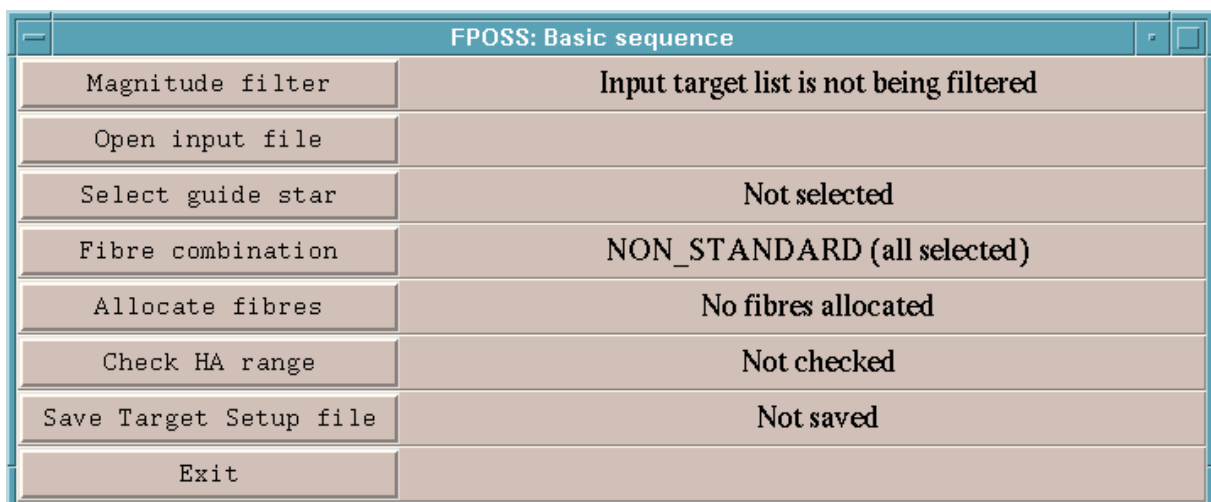 FPOSS: Basic sequence
Magnitude filter Input target list is not being filtered
Open input file
Select guide star Not selected
Fibre combination NON_STANDARD (all selected)
Allocate fibres No fibres allocated
Check HA range Not checked
Save Target Setup file Not saved
Exit